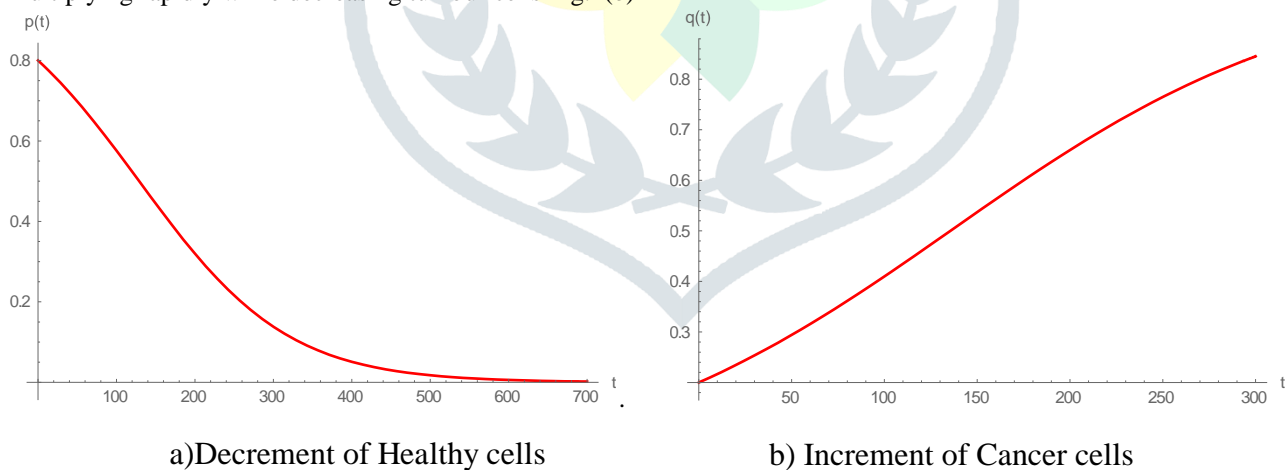 p(t)
0.8
0.6
0.4
0.2
100 200 300 400 500 600 700 t
.
q(t)
0.8
0.7
0.6
0.5
0.4
0.3
50 100 150 200 250 300 t
a)Decrement of Healthy cells b) Increment of Cancer cells